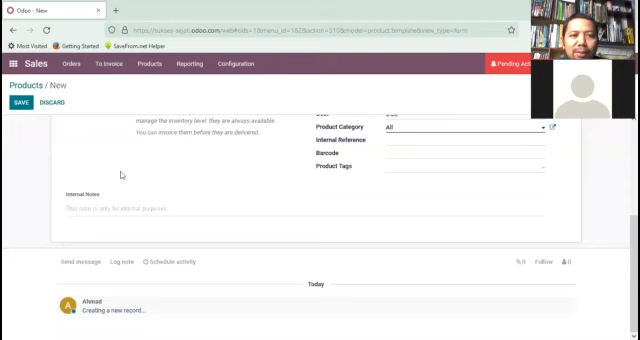 Odoo - New
https://sukses-sejati.odoo.com/web#cids=1&menu_id=182&action=310&model=product.template&view_type=form
Most Visited Getting Started SaveFrom.net Helper
Sales Orders To Invoice Products Reporting Configuration Pending Acti
Products / New
SAVE DISCARD
manage the inventory level: they are always available
You can invoice them before they are delivered.
Product Category All
Internal Reference
Barcode
Product Tags
Internal Notes
This note is only for internal purposes.
Send message Log note Schedule activity 0 Follow 0
Today
A Ahmad
Creating a new record...